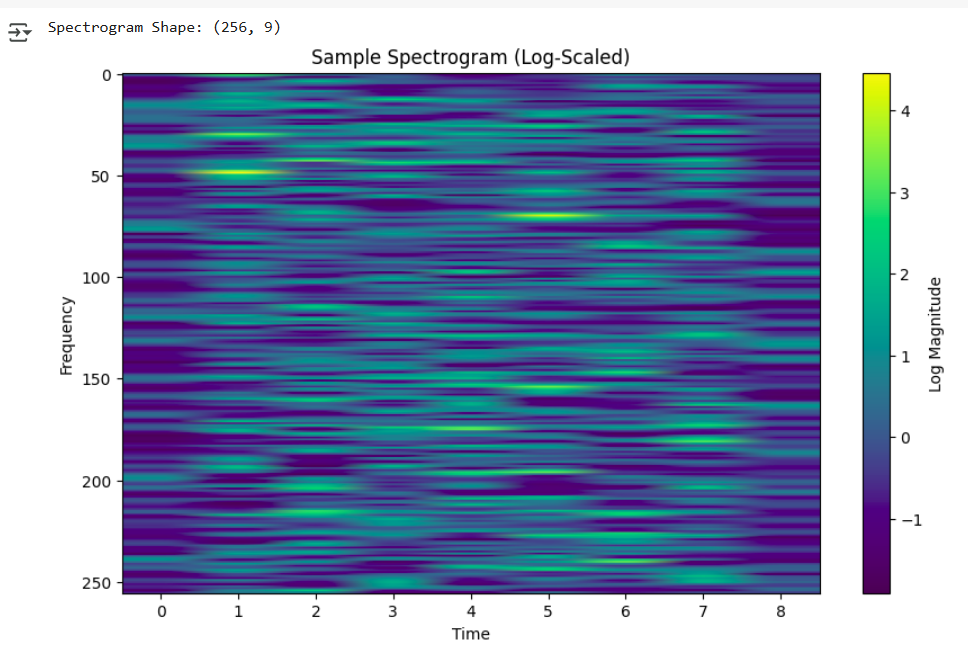 Spectrogram Shape: (256, 9)
Sample Spectrogram (Log-Scaled)
0
50
100
150
200
250
Frequency
0 1 2 3 4 5 6 7 8
Time
4
3
2
1
0
−1
Log Magnitude